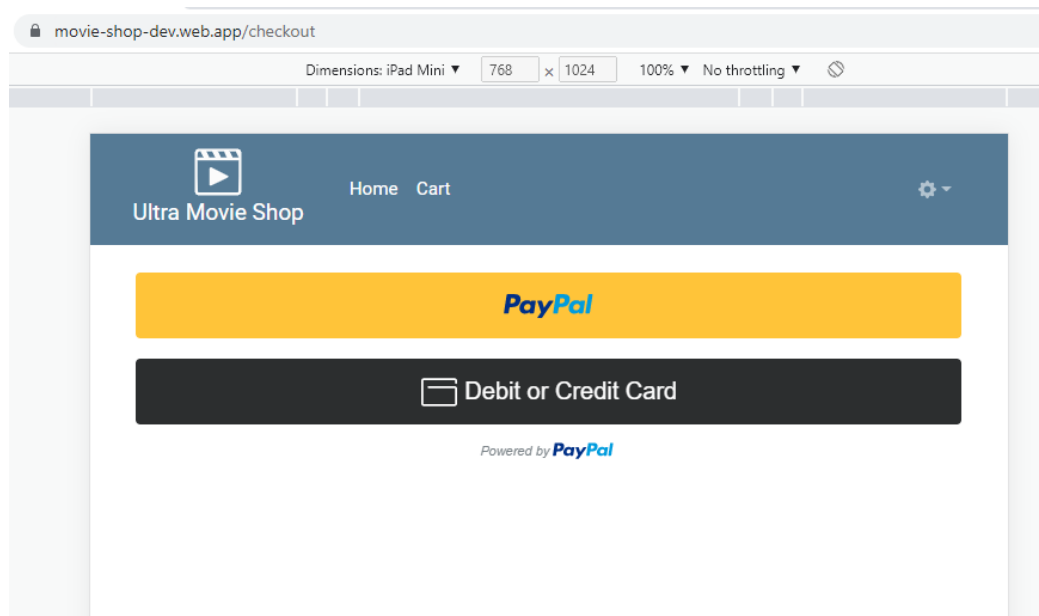 movie-shop-dev.web.app/checkout
Dimensions: iPad Mini ▼ 768 × 1024 100% ▼ No throttling ▼
Home Cart
Ultra Movie Shop
PayPal
Debit or Credit Card
Powered by PayPal